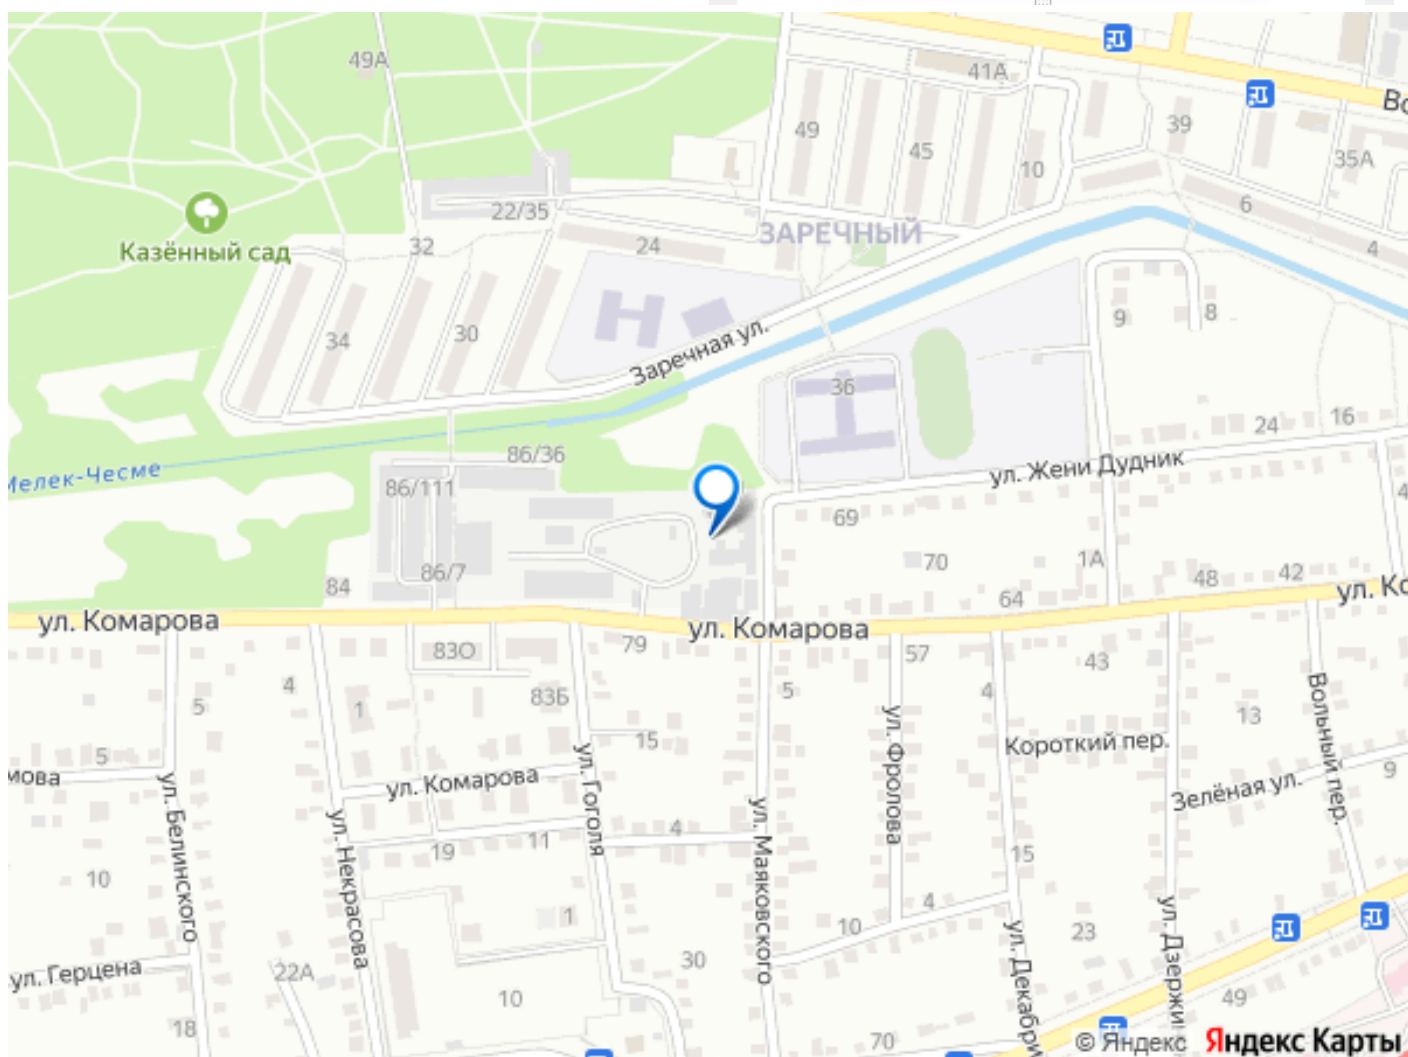 49А
41А
Во
49
39
45
35А
10
22/35
6
Казённый сад
32
24
ЗАРЕЧНЫЙ
4
34
30
9
8
Заречная ул.
36
24
16
86/36
Мелек-Чесме
86/111
ул. Жени Дудник
4
69
70
1А
86/7
84
64
48
42
ул. Ко
ул. Комарова
ул. Комарова
79
57
83О
43
4
5
4
83Б
5
1
13
Вольный пер.
15
ул. Фролова
Короткий пер.
5
мова
ул. Гоголя
ул. Комарова
Зелёная ул.
9
ул. Белинского
ул. Некрасова
ул. Маяковского
4
11
19
15
10
4
1
10
23
ул. Декабри
ул. Дзержи
ул. Герцена
22А
30
10
49
18
70
© Яндекс
Яндекс Карты